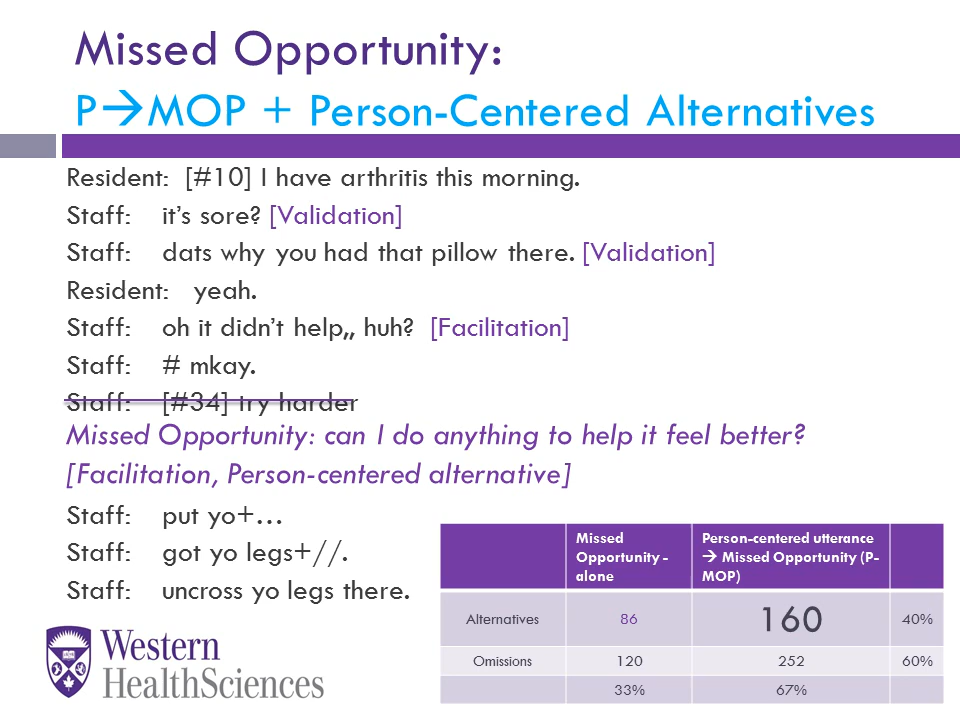 Missed Opportunity:
P→MOP + Person-Centered Alternatives
Resident: [#10] I have arthritis this morning.
Staff: it's sore? [Validation]
Staff: dats why you had that pillow there. [Validation]
Resident: yeah.
Staff: oh it didn't help,, huh? [Facilitation]
Staff: # mkay.
Staff: [#34] try harder
Missed Opportunity: can I do anything to help it feel better?
[Facilitation, Person-centered alternative]
Staff: put yo+…
Staff: got yo legs+//.
Staff: uncross yo legs there.
Missed
Opportunity -
alone
Person-centered utterance
→ Missed Opportunity (P-
MOP)
Alternatives 86 160 40%
Omissions 120 252 60%
33% 67%
Western
HealthSciences